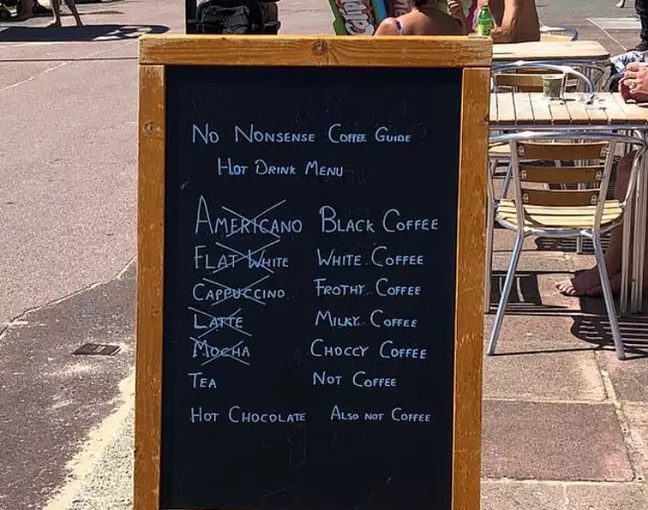 No Nonsense Coffee Guide
Hot Drink Menu
Americano Black Coffee
Flat White White Coffee
Cappuccino Frothy Coffee
Latte Milky Coffee
Mocha Choccy Coffee
Tea Not Coffee
Hot Chocolate Also not Coffee